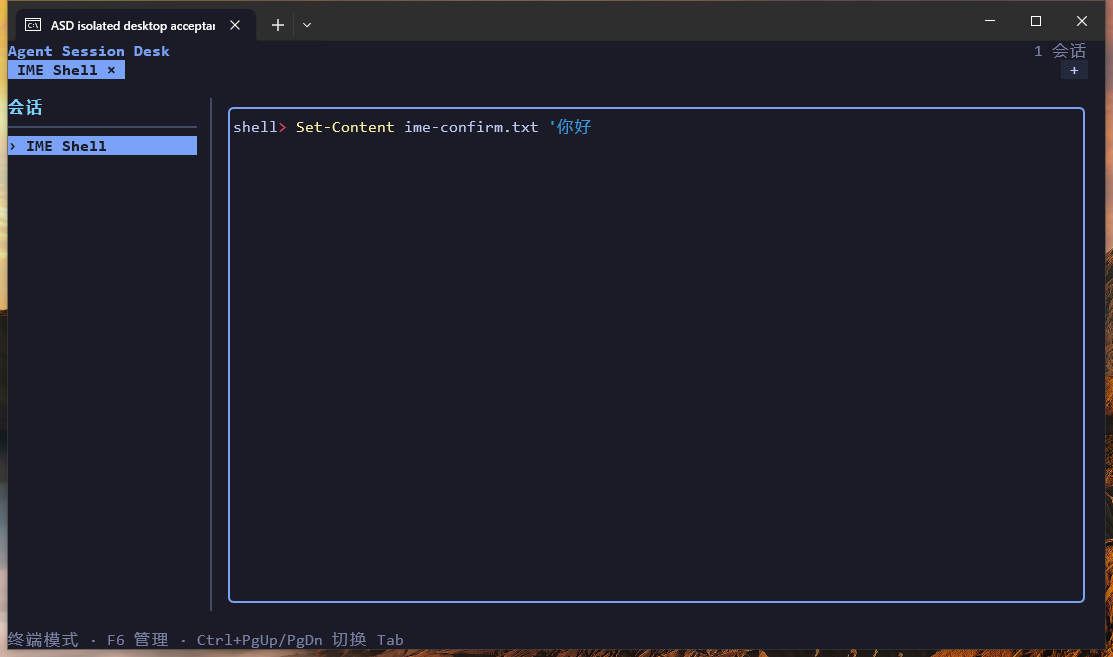 ASD isolated desktop acceptar
Agent Session Desk 1 会话
IME Shell × +
会话
› IME Shell
shell> Set-Content ime-confirm.txt '你好
终端模式 · F6 管理 · Ctrl+PgUp/PgDn 切换 Tab